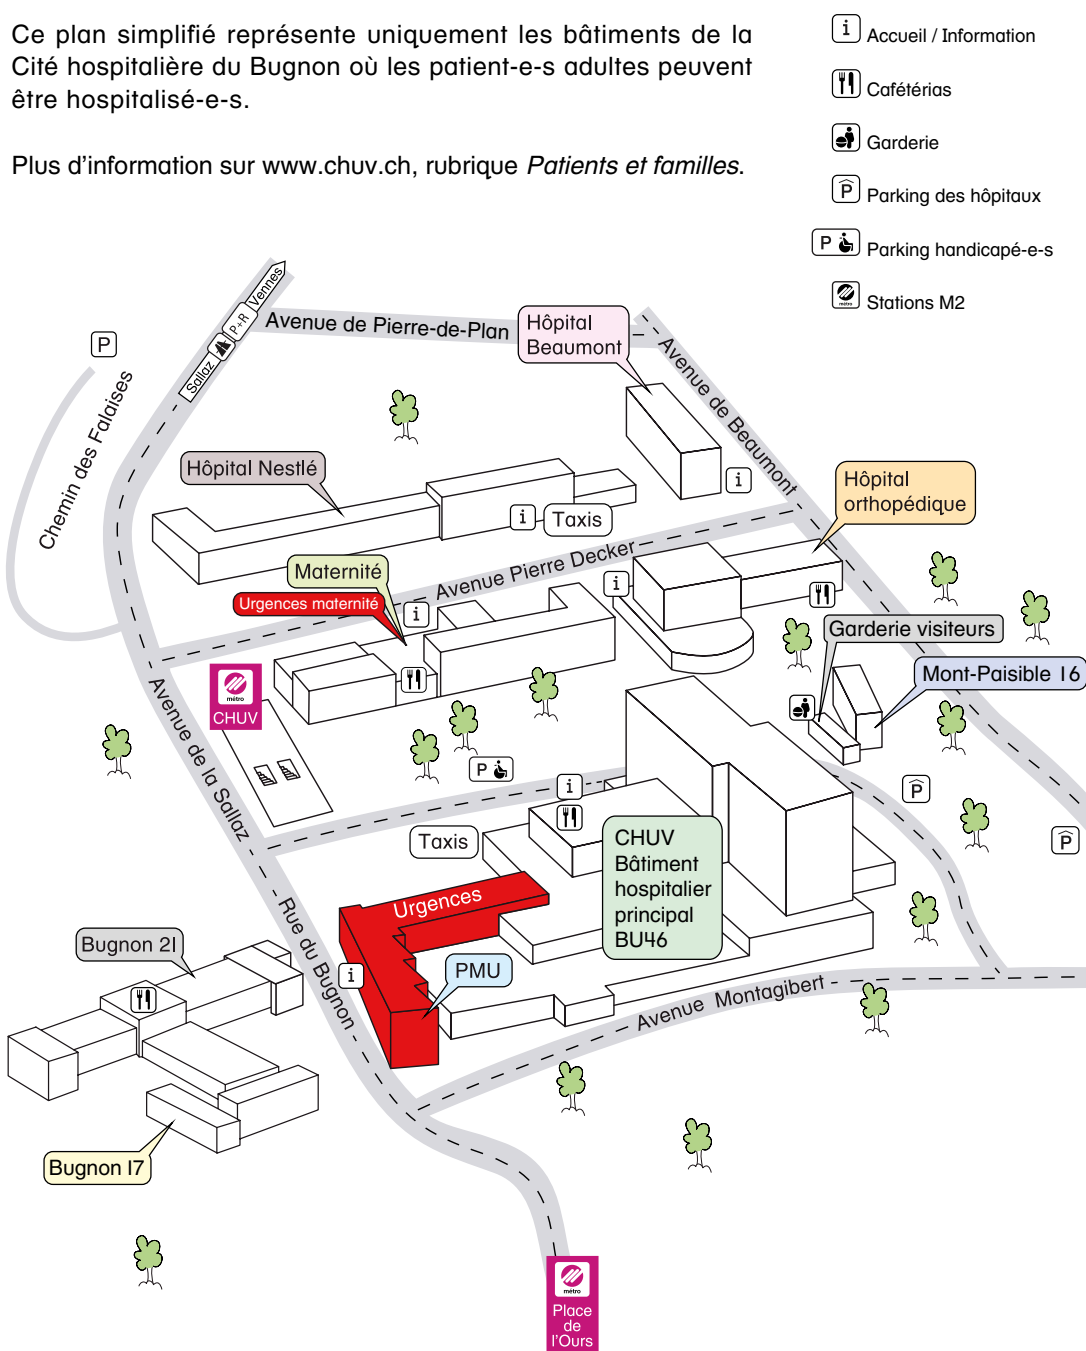 Ce plan simplifié représente uniquement les bâtiments de la
Cité hospitalière du Bugnon où les patient-e-s adultes peuvent
être hospitalisé-e-s.
Plus d'information sur www.chuv.ch, rubrique Patients et familles.
i Accueil / Information
Cafétérias
Garderie
P Parking des hôpitaux
P Parking handicapé-e-s
métro Stations M2
Sallaz
P+R
Vennes
Avenue de Pierre-de-Plan
Hôpital
Beaumont
P
Chemin des Falaises
Avenue de Beaumont
Hôpital Nestlé
i
Hôpital
orthopédique
i Taxis
Avenue Pierre Decker
Maternité
Urgences maternité
i
i
Garderie visiteurs
Mont-Paisible 16
métro
CHUV
Avenue de la Sallaz
P
i
P
P
Taxis
CHUV
Bâtiment
hospitalier
principal
BU46
Urgences
Rue du Bugnon
Bugnon 21
i
PMU
Avenue Montagibert
Bugnon 17
métro
Place
de
l'Ours